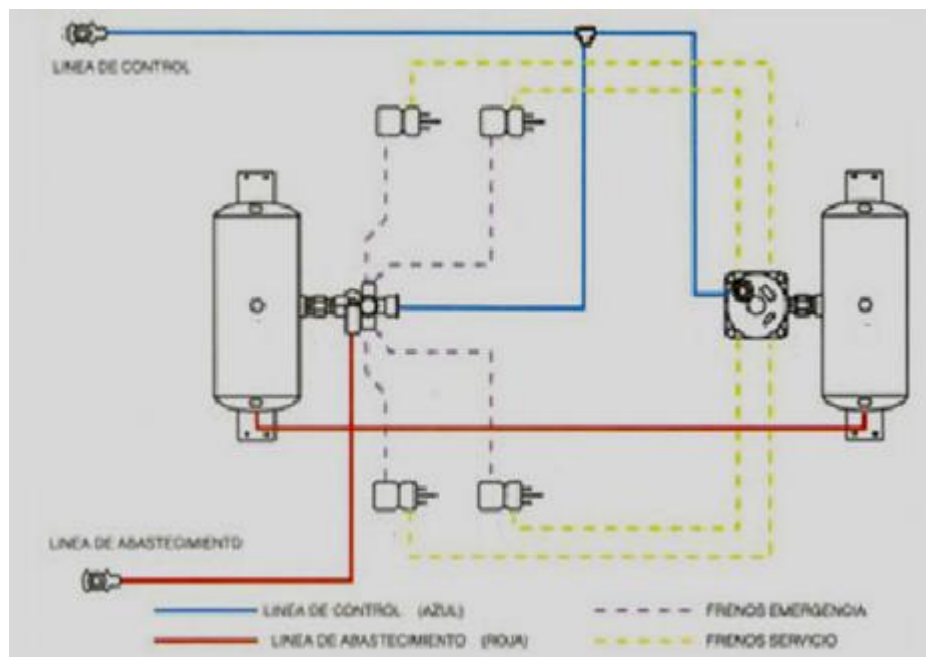 LINEA DE CONTROL
LINEA DE ABASTECIMIENTO
LINEA DE CONTROL (AZUL)
FRENOS EMERGENCIA
LINEA DE ABASTECIMIENTO (ROJA)
FRENOS SERVICIO